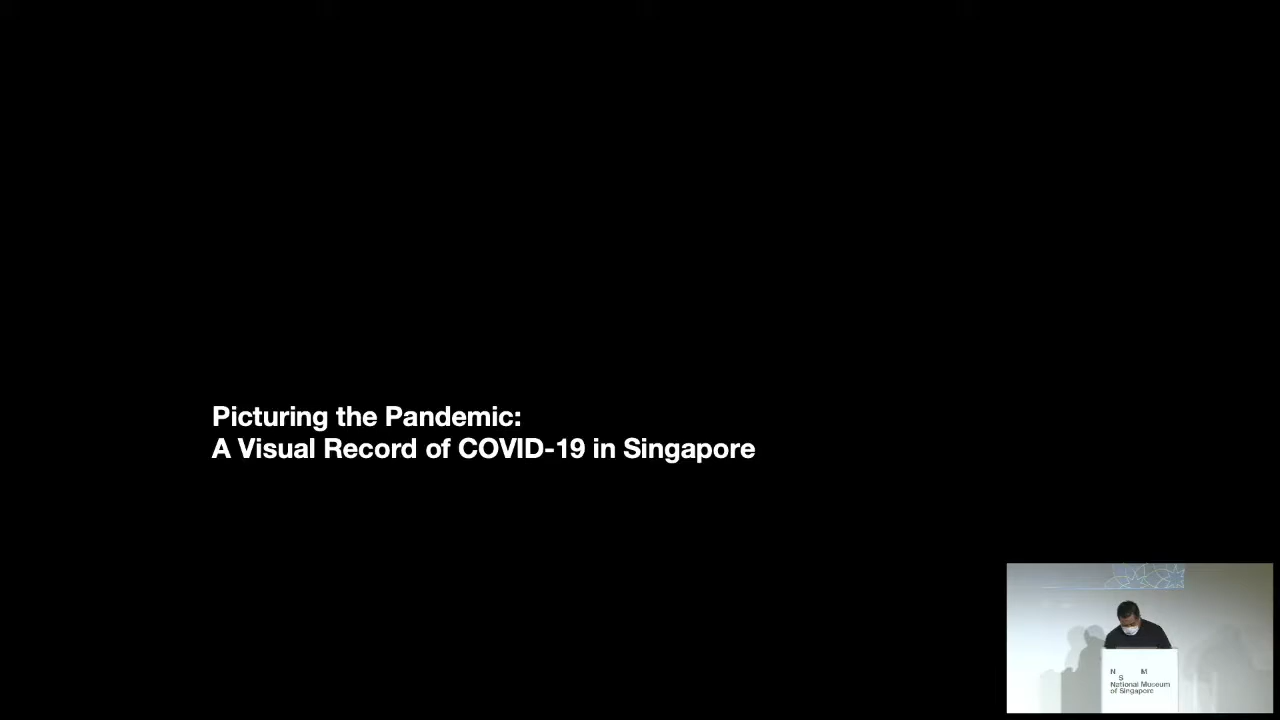 Picturing the Pandemic:
A Visual Record of COVID-19 in Singapore
N M
S
National Museum
of Singapore